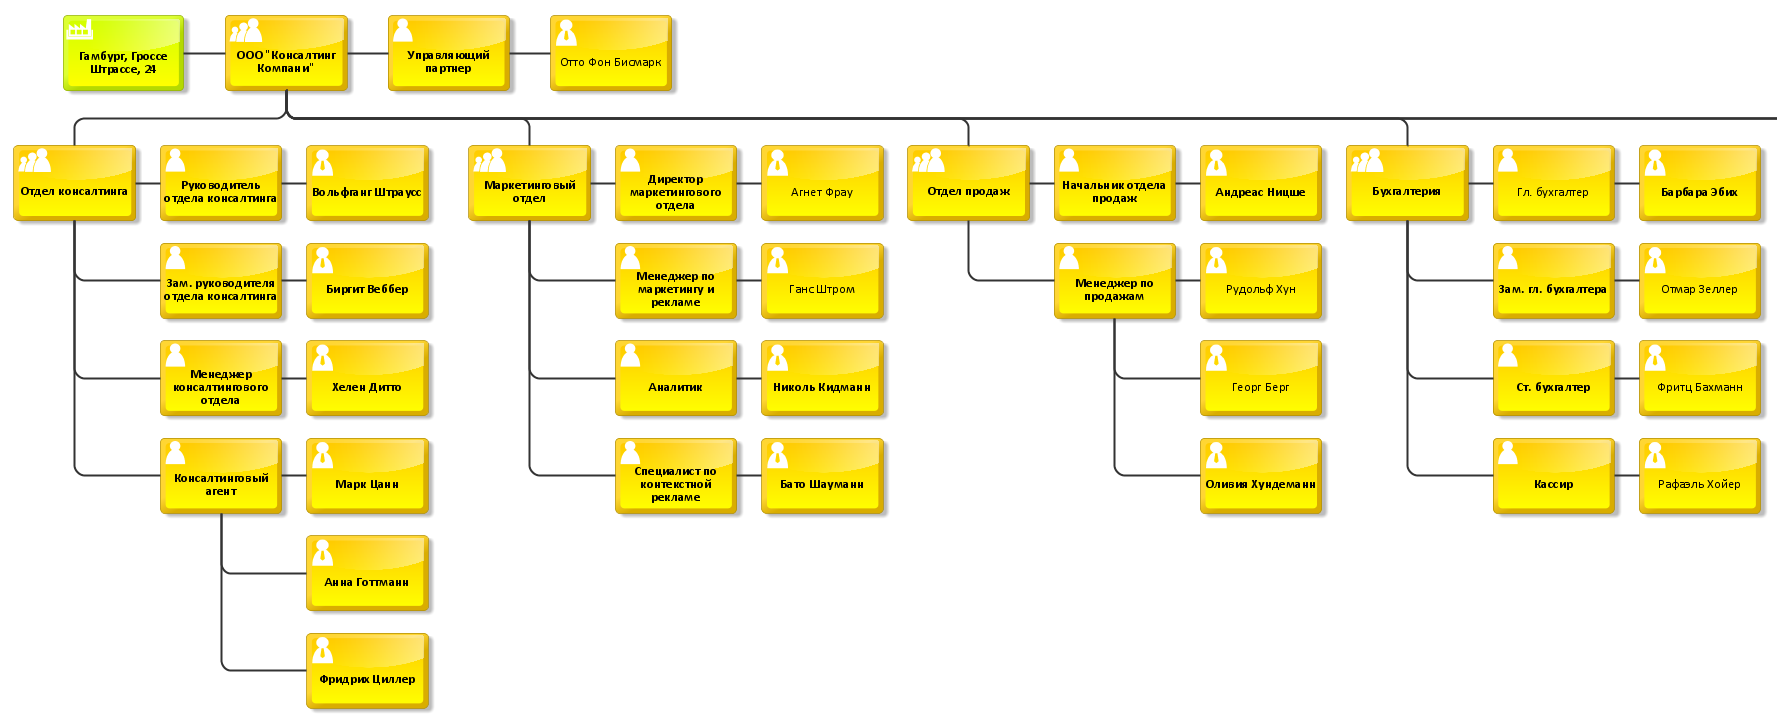 Гамбург, Гроссе
Штрассе, 24
ООО "Консалтинг
Компани"
Управляющий
партнер
Отто Фон Бисмарк
Отдел консалтинга
Руководитель
отдела консалтинга
Вольфганг Штраусс
Маркетинговый
отдел
Директор
маркетингового
отдела
Агнет Фрау
Отдел продаж
Начальник отдела
продаж
Андреас Ницше
Бухгалтерия
Гл. бухгалтер
Барбара Эбих
Зам. руководителя
отдела консалтинга
Биргит Веббер
Менеджер по
маркетингу и
рекламе
Ганс Штром
Менеджер по
продажам
Рудольф Хун
Зам. гл. бухгалтера
Отмар Зеллер
Менеджер
консалтингового
отдела
Хелен Дитто
Аналитик
Николь Кидманн
Георг Берг
Ст. бухгалтер
Фритц Бахманн
Консалтинговый
агент
Марк Цанн
Специалист по
контекстной
рекламе
Бато Шауманн
Оливия Хундеманн
Кассир
Рафаэль Хойер
Анна Готтманн
Фридрих Циллер